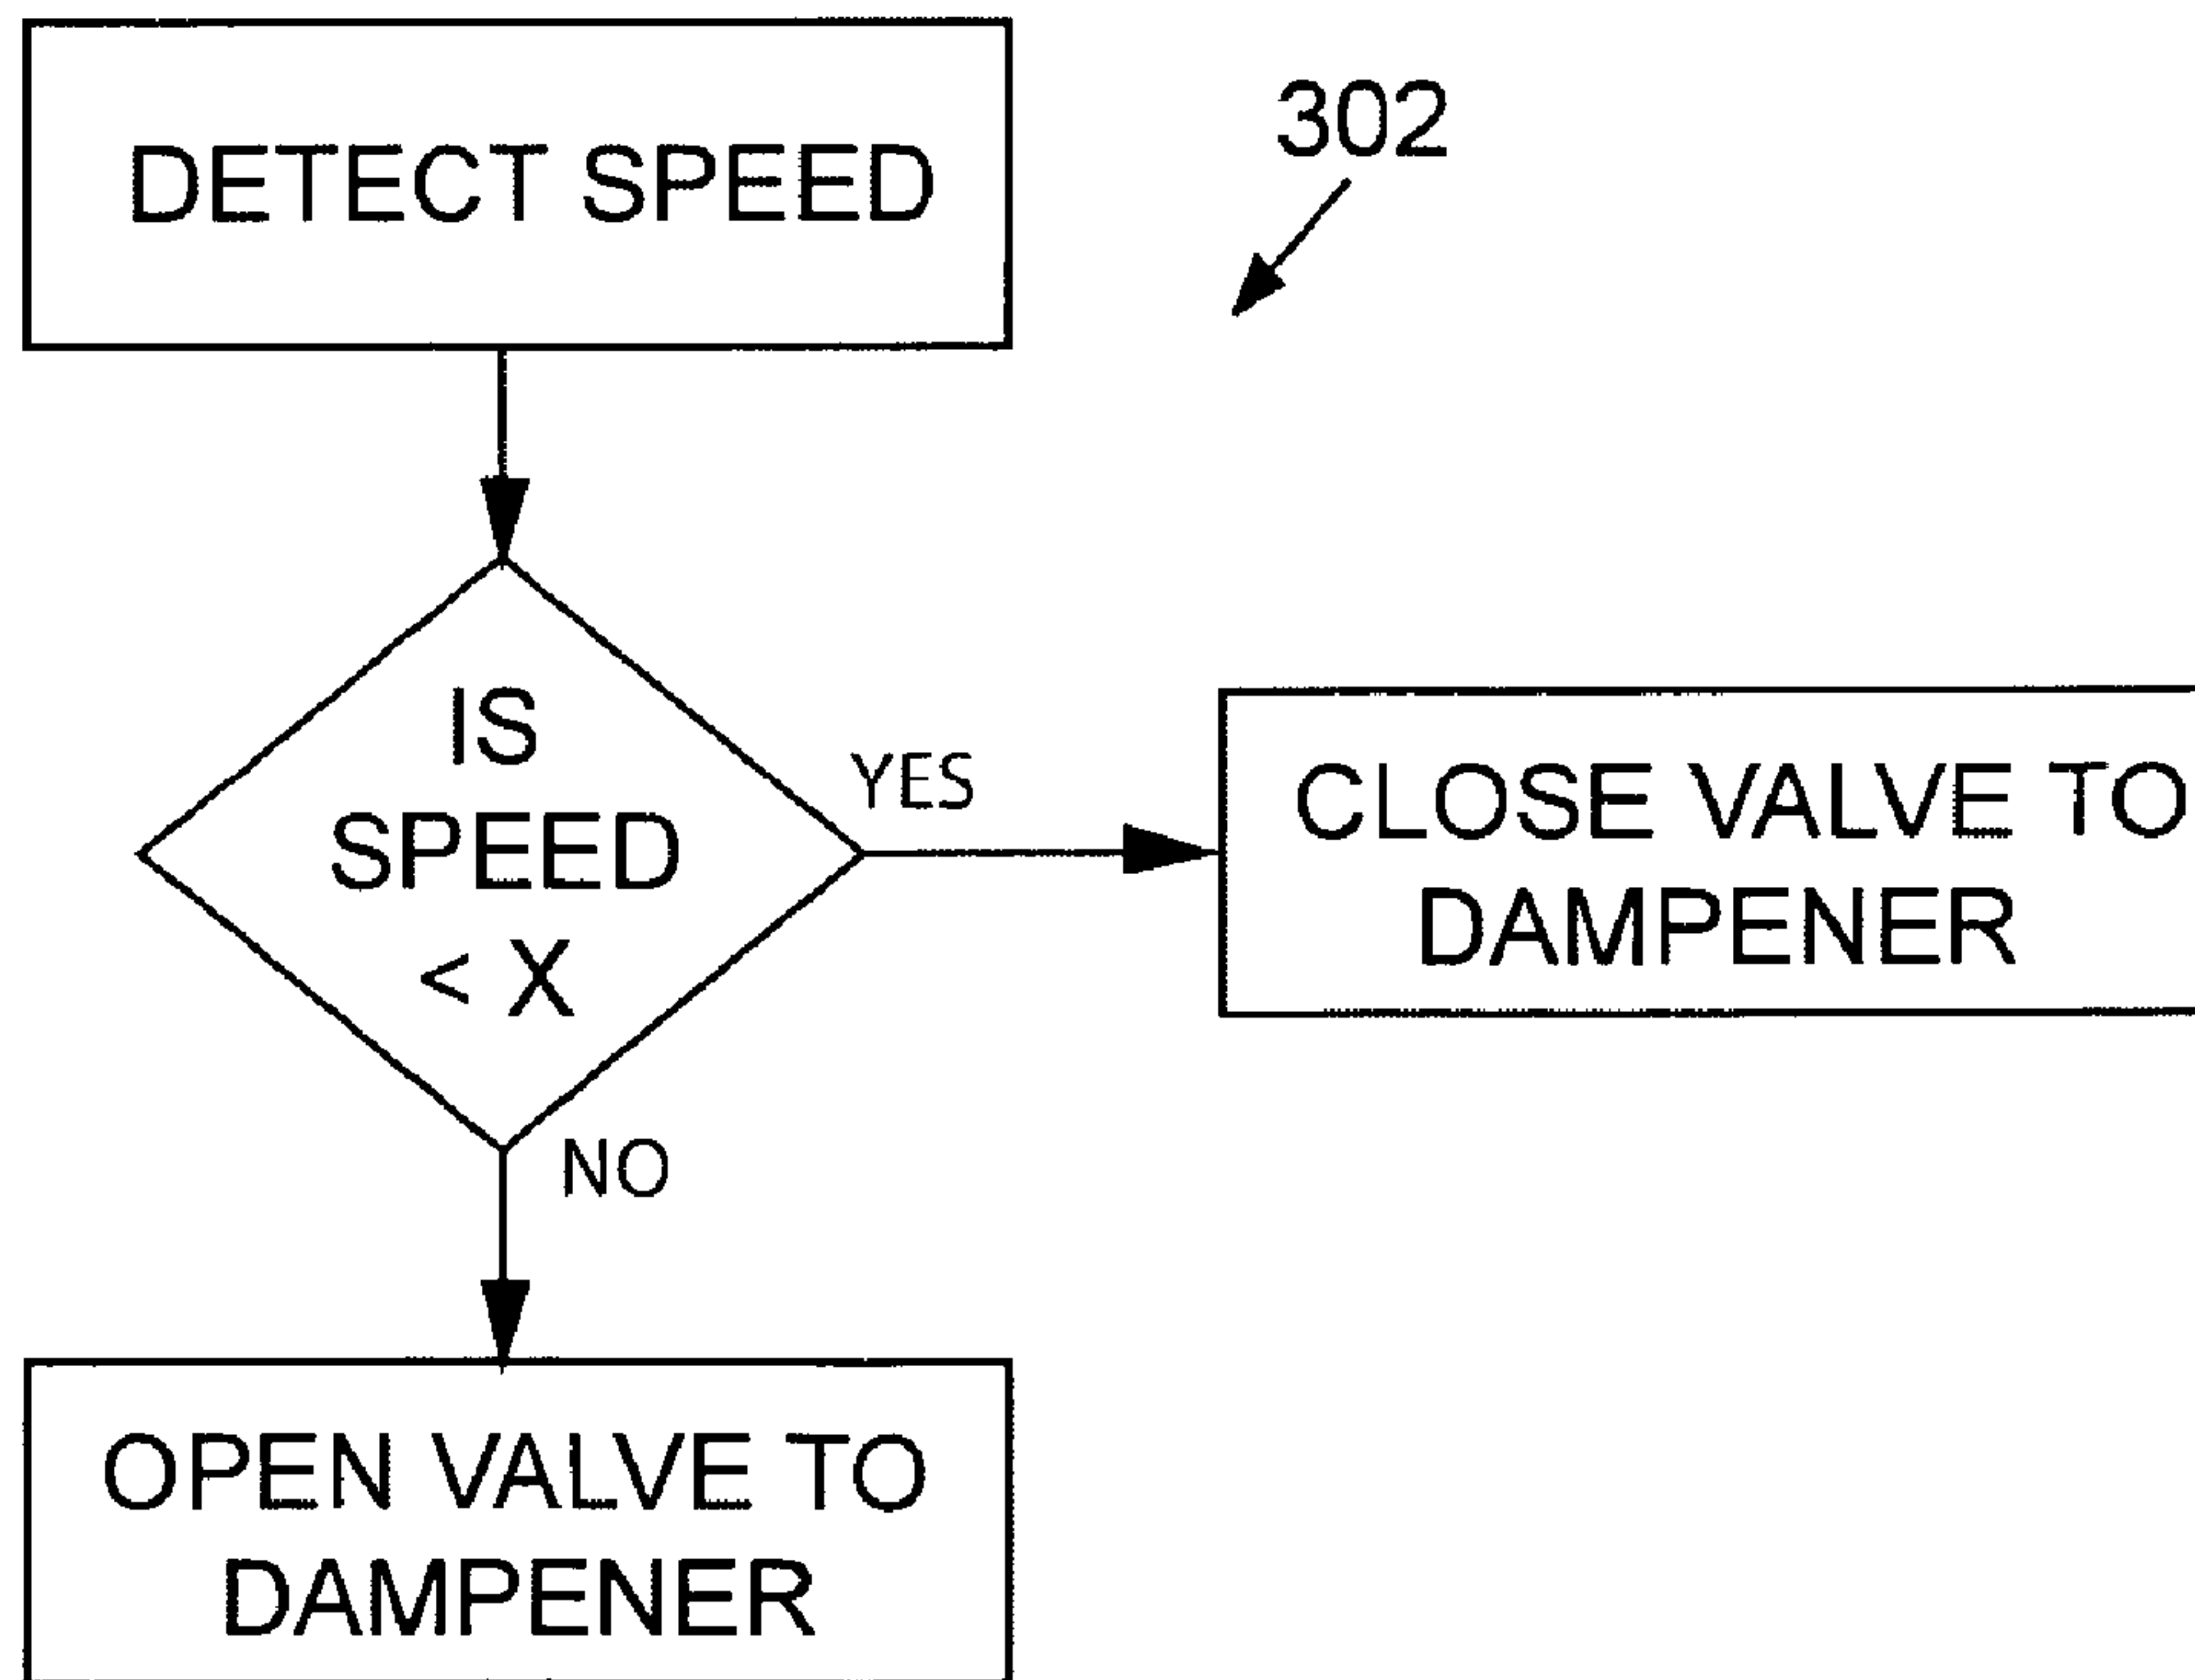 DETECT SPEED
302
IS
SPEED
< X
YES
CLOSE VALVE TO
DAMPENER
NO
OPEN VALVE TO
DAMPENER